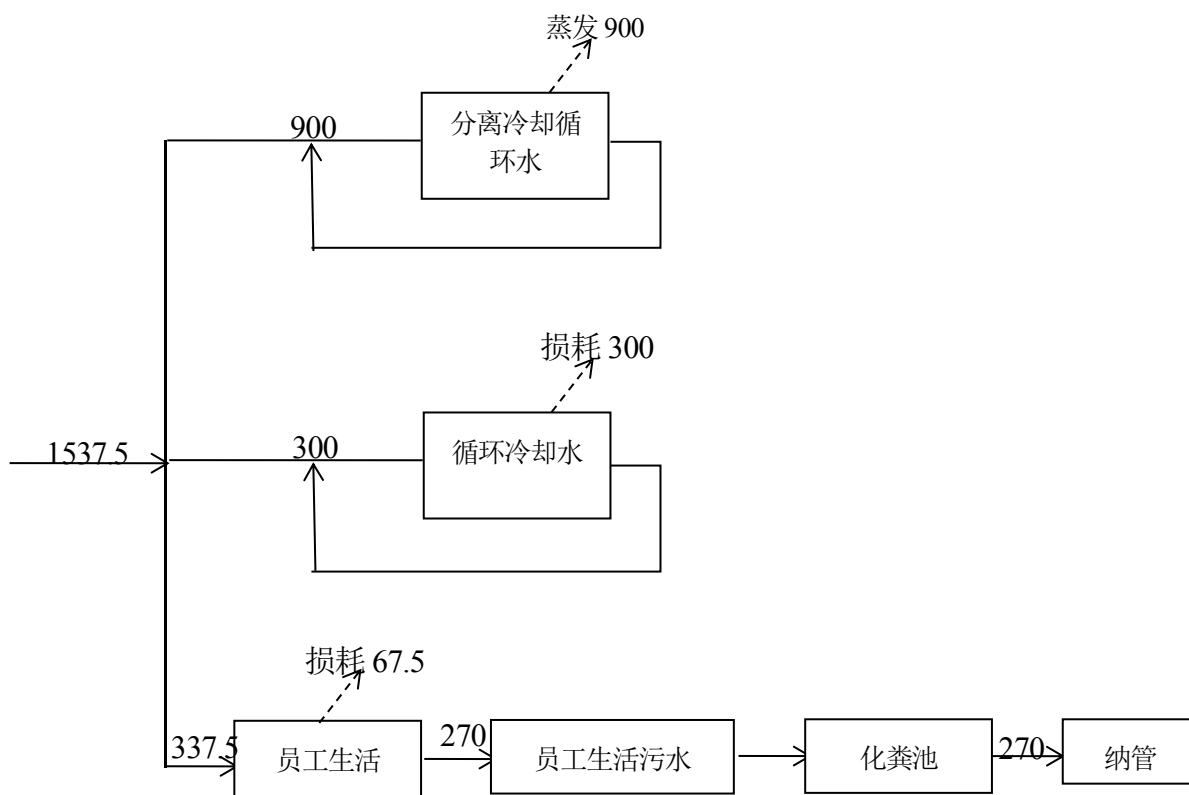 蒸发 900
900
分离冷却循
环水
损耗 300
1537.5
300
循环冷却水
损耗 67.5
337.5
员工生活
270
员工生活污水
化粪池
270
纳管